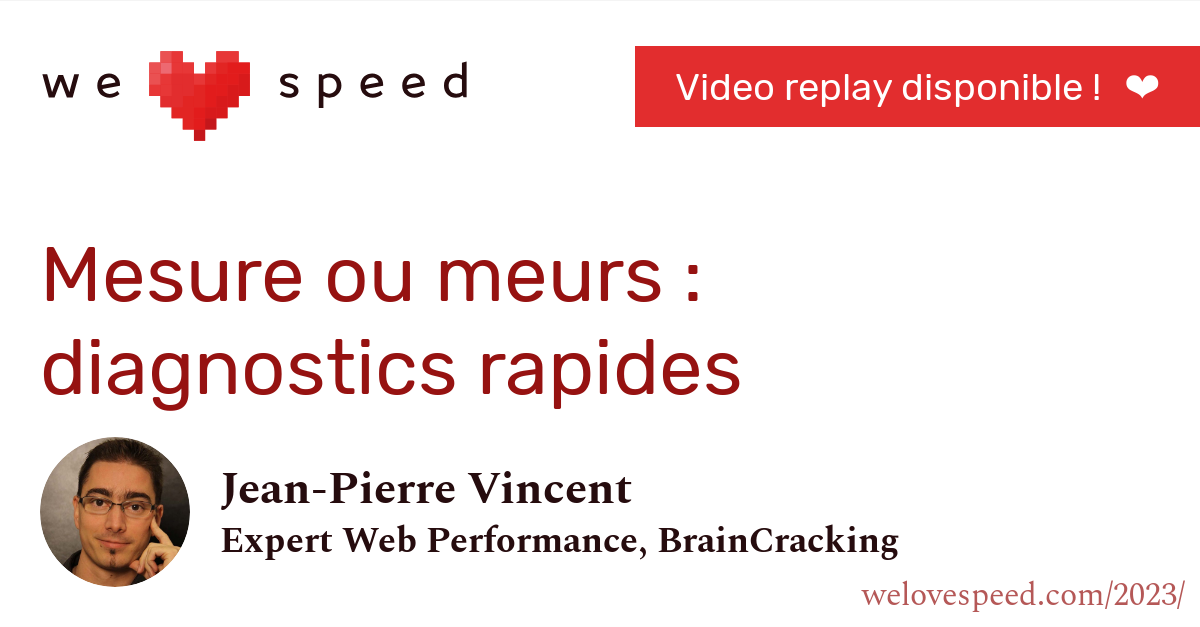 we ❤ speed
Video replay disponible ! ❤
Mesure ou meurs :
diagnostics rapides
Jean-Pierre Vincent
Expert Web Performance, BrainCracking
welovespeed.com/2023/